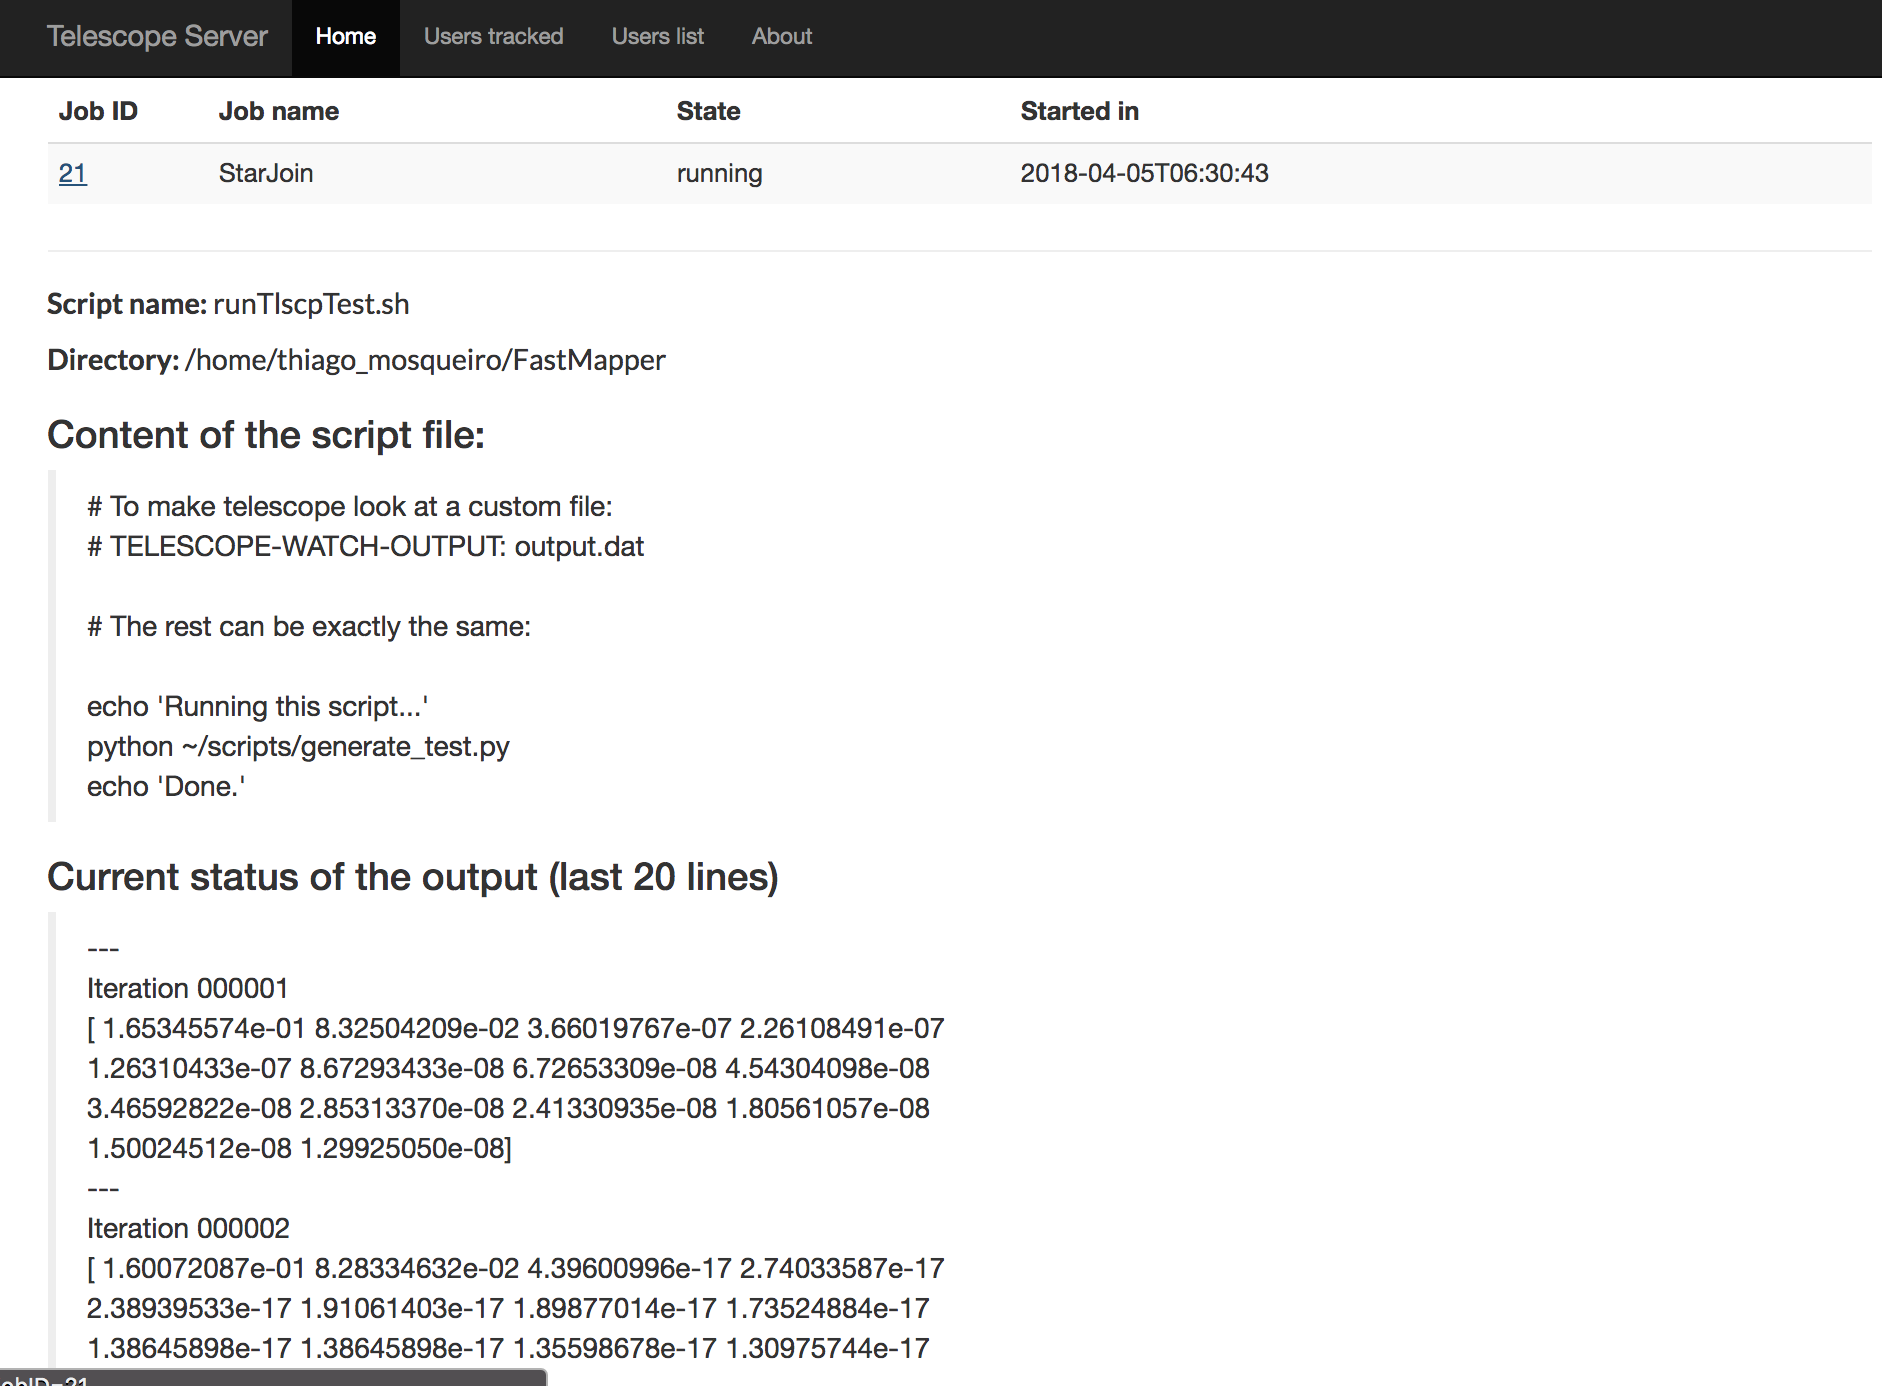 Telescope Server Home Users tracked Users list About
Job ID Job name State Started in
21 StarJoin running 2018-04-05T06:30:43
Script name: runTlscpTest.sh
Directory: /home/thiago_mosqueiro/FastMapper
Content of the script file:
# To make telescope look at a custom file:
# TELESCOPE-WATCH-OUTPUT: output.dat
# The rest can be exactly the same:
echo 'Running this script...'
python ~/scripts/generate_test.py
echo 'Done.'
Current status of the output (last 20 lines)
---
Iteration 000001
[ 1.65345574e-01 8.32504209e-02 3.66019767e-07 2.26108491e-07
1.26310433e-07 8.67293433e-08 6.72653309e-08 4.54304098e-08
3.46592822e-08 2.85313370e-08 2.41330935e-08 1.80561057e-08
1.50024512e-08 1.29925050e-08]
---
Iteration 000002
[ 1.60072087e-01 8.28334632e-02 4.39600996e-17 2.74033587e-17
2.38939533e-17 1.91061403e-17 1.89877014e-17 1.73524884e-17
1.38645898e-17 1.38645898e-17 1.35598678e-17 1.30975744e-17